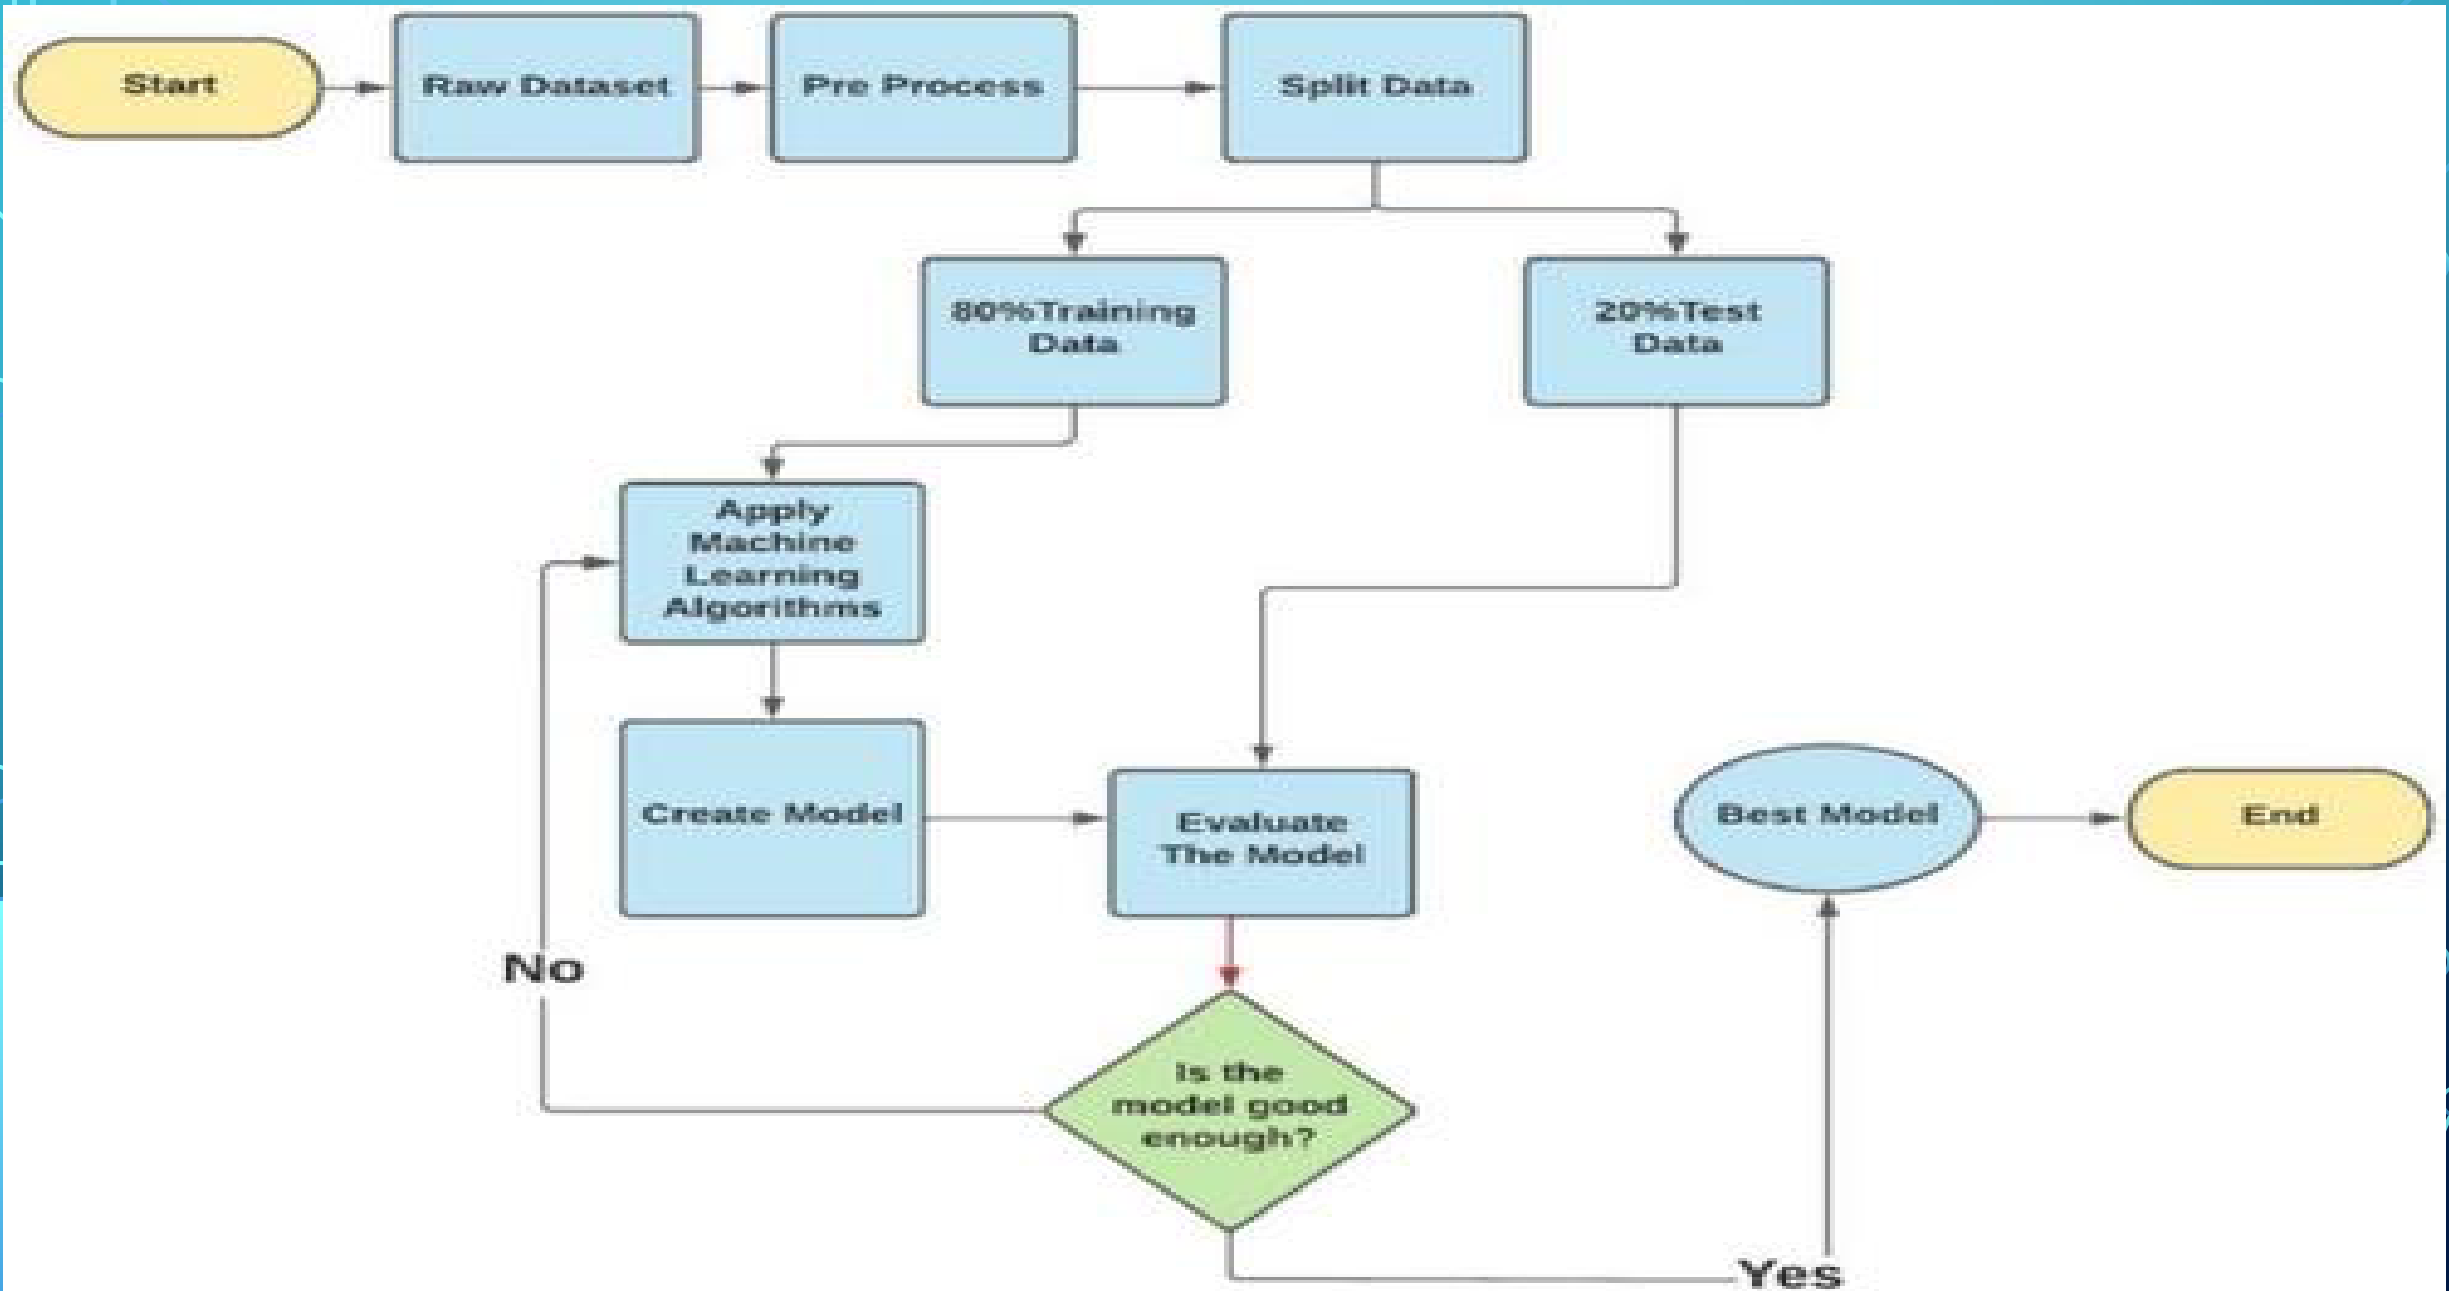 Start
Raw Dataset
Pre Process
Split Data
80%Training
Data
20%Test
Data
Apply
Machine
Learning
Algorithms
Create Model
Evaluate
The Model
Best Model
End
No
Is the
model good
enough?
Yes